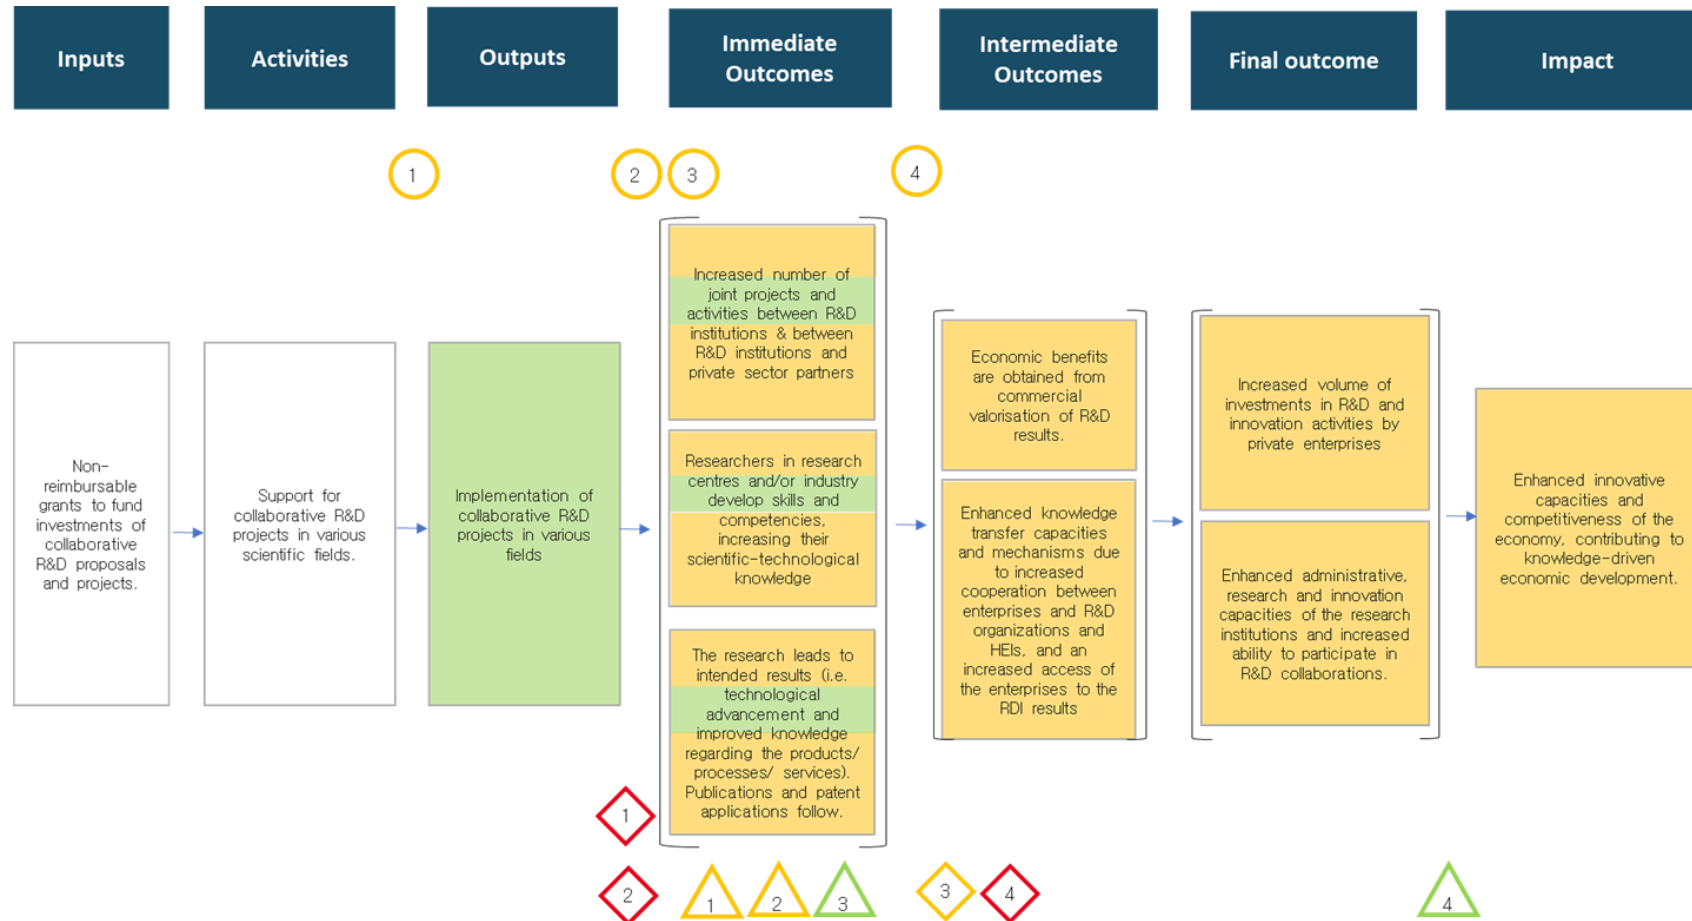 Inputs
Activities
Outputs
Immediate
Outcomes
Intermediate
Outcomes
Final outcome
Impact
1
2
3
4
Non-
reimbursable
grants to fund
investments of
collaborative
R&D proposals
and projects.
Support for
collaborative R&D
projects in various
scientific fields.
Implementation of
collaborative R&D
projects in various
fields
Increased number of
joint projects and
activities between R&D
institutions & between
R&D institutions and
private sector partners
Researchers in research
centres and/or industry
develop skills and
competencies,
increasing their
scientific-technological
knowledge
The research leads to
intended results (i.e.
technological
advancement and
improved knowledge
regarding the products/
processes/ services).
Publications and patent
applications follow.
Economic benefits
are obtained from
commercial
valorisation of R&D
results.
Enhanced knowledge
transfer capacities
and mechanisms due
to increased
cooperation between
enterprises and R&D
organizations and
HEIs, and an
increased access of
the enterprises to the
RDI results
Increased volume of
investments in R&D and
innovation activities by
private enterprises
Enhanced administrative,
research and innovation
capacities of the research
institutions and increased
ability to participate in
R&D collaborations.
Enhanced innovative
capacities and
competitiveness of the
economy, contributing to
knowledge-driven
economic development.
1
2
1
2
3
3
4
4